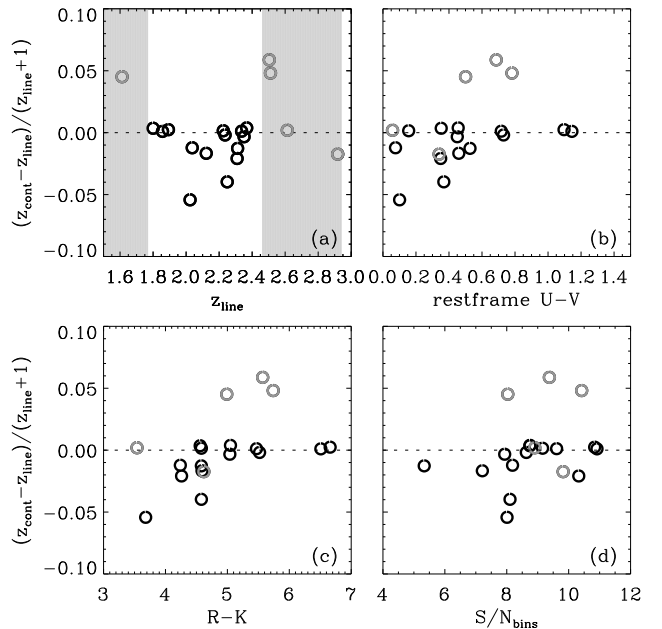 0.10
0.05
0.00
−0.05
−0.10
(z_cont−z_line)/(z_line+1)
(a)
1.6 1.8 2.0 2.2 2.4 2.6 2.8 3.0
z_line
(b)
0.0 0.2 0.4 0.6 0.8 1.0 1.2 1.4
restframe U−V
0.10
0.05
0.00
−0.05
−0.10
(z_cont−z_line)/(z_line+1)
(c)
3 4 5 6 7
R−K
(d)
4 6 8 10 12
S/N_bins